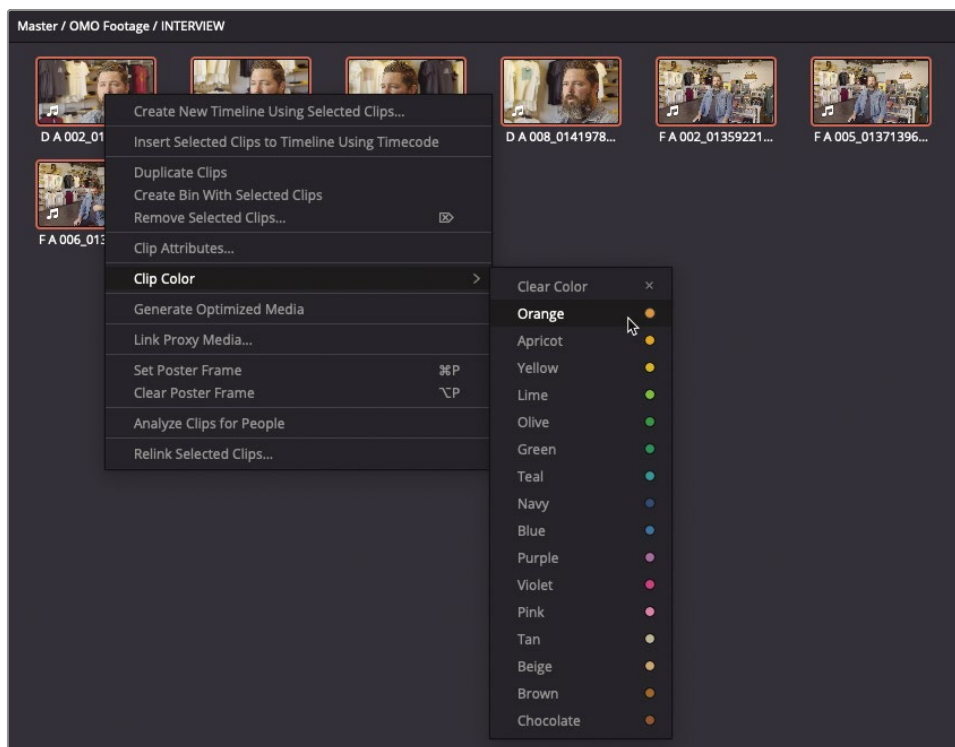 Master / OMO Footage / INTERVIEW
D A 002_01
D A 008_0141978...
F A 002_01359221...
F A 005_01371396...
F A 006_013
Create New Timeline Using Selected Clips...
Insert Selected Clips to Timeline Using Timecode
Duplicate Clips
Create Bin With Selected Clips
Remove Selected Clips... ⌦
Clip Attributes...
Clip Color >
Generate Optimized Media
Link Proxy Media...
Set Poster Frame ⌘P
Clear Poster Frame ⌥P
Analyze Clips for People
Relink Selected Clips...
Clear Color ×
Orange
Apricot
Yellow
Lime
Olive
Green
Teal
Navy
Blue
Purple
Violet
Pink
Tan
Beige
Brown
Chocolate